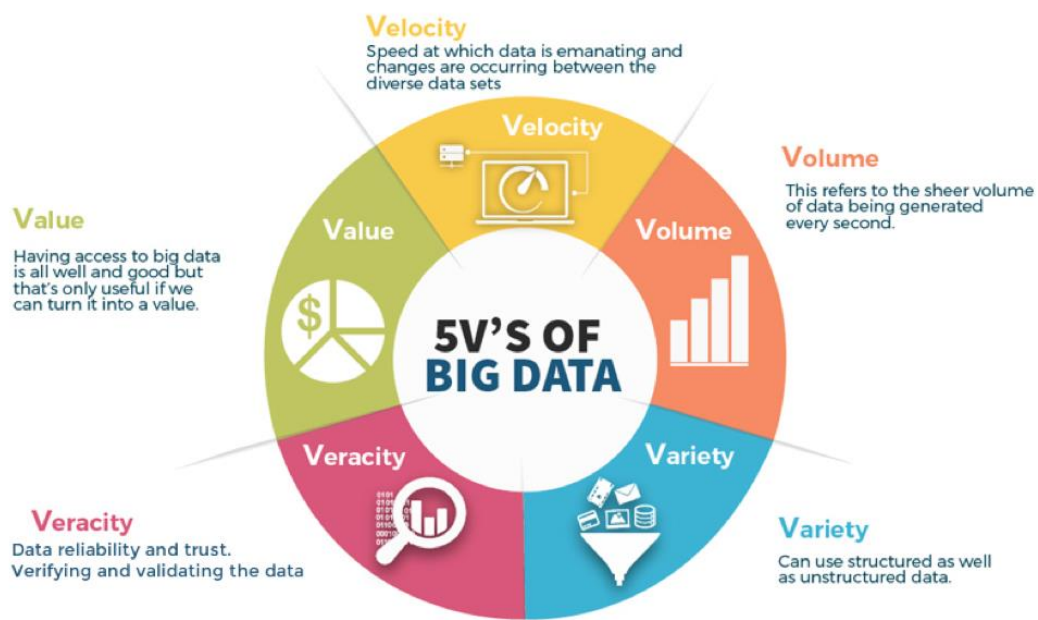 Velocity
Speed at which data is emanating and
changes are occurring between the
diverse data sets
Velocity
Volume
This refers to the sheer volume
of data being generated
every second.
Value
Having access to big data
is all well and good but
that's only useful if we
can turn it into a value.
Value
$
Volume
5V'S OF
BIG DATA
Veracity
Variety
Veracity
Data reliability and trust.
Verifying and validating the data
Variety
Can use structured as well
as unstructured data.